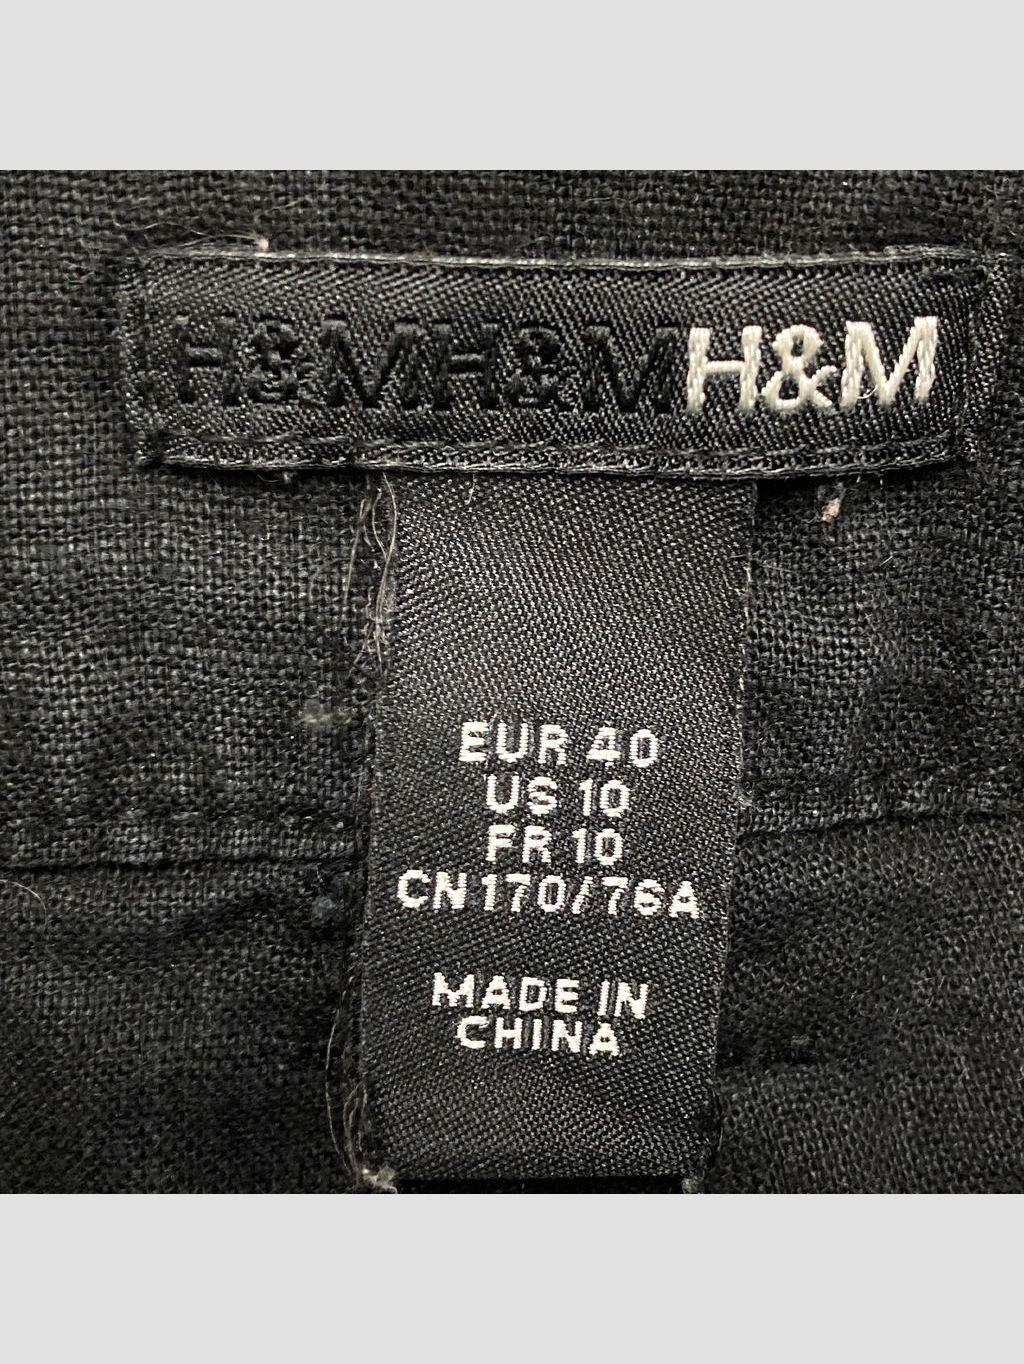 H&MH&MH&M
EUR 40
US 10
FR 10
CN 170/76A
MADE IN
CHINA